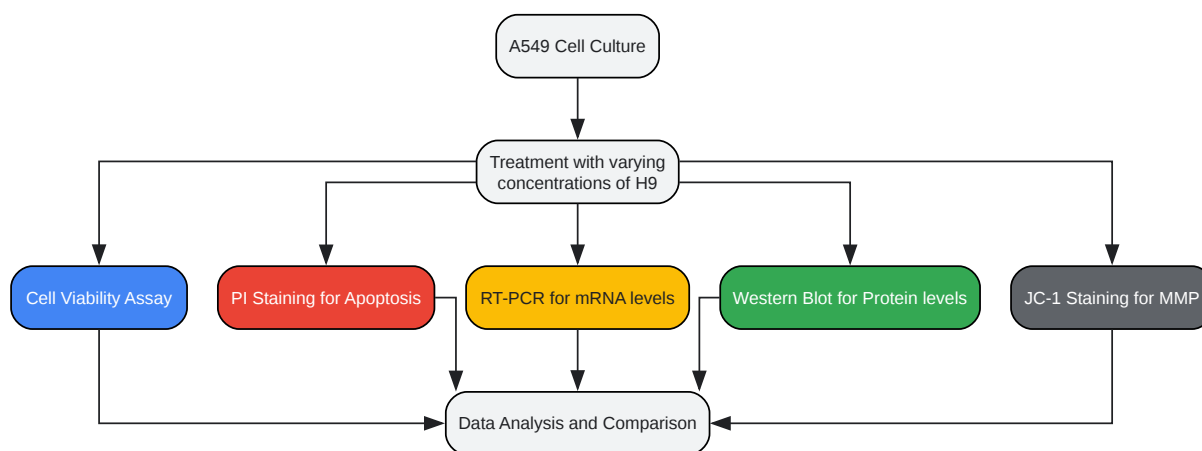 A549 Cell Culture
Treatment with varying
concentrations of H9
Cell Viability Assay
PI Staining for Apoptosis
RT-PCR for mRNA levels
Western Blot for Protein levels
JC-1 Staining for MMP
Data Analysis and Comparison